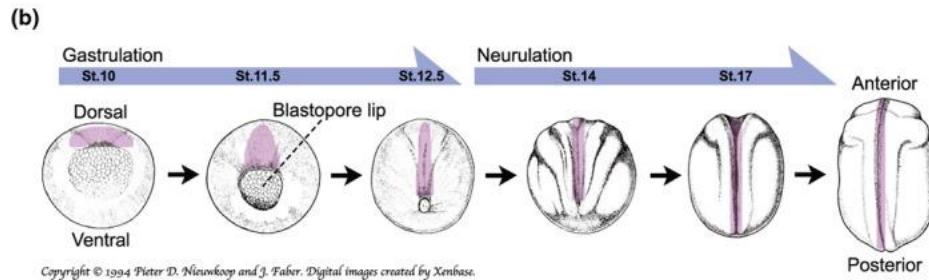 (b)
Gastrulation
St.10 St.11.5 St.12.5
Neurulation
St.14 St.17
Dorsal
Blastopore lip
Ventral
Anterior
Posterior
Copyright © 1994 Pieter D. Nieuwkoop and J. Faber. Digital images created by Xenbase.